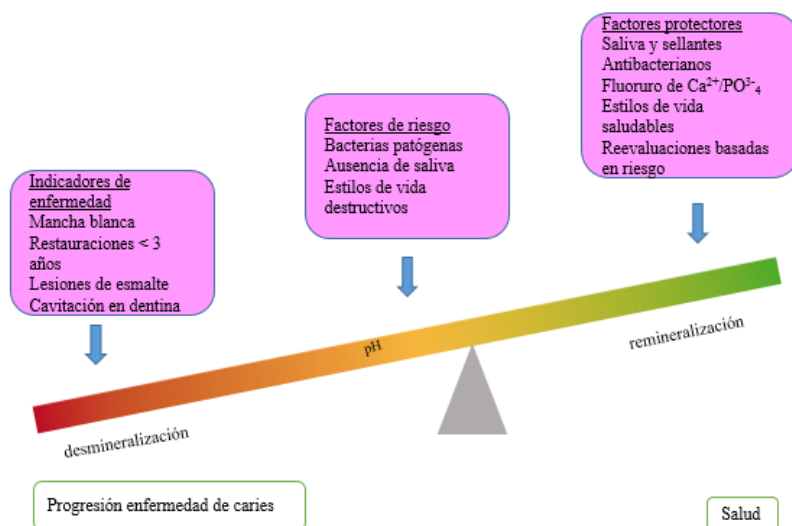 Indicadores de
enfermedad
Mancha blanca
Restauraciones < 3
años
Lesiones de esmalte
Cavitación en dentina
Factores de riesgo
Bacterias patógenas
Ausencia de saliva
Estilos de vida
destructivos
Factores protectores
Saliva y sellantes
Antibacterianos
Fluoruro de Ca²⁺/PO³⁻₄
Estilos de vida
saludables
Reevaluaciones basadas
en riesgo
pH
remineralización
desmineralización
Progresión enfermedad de caries
Salud